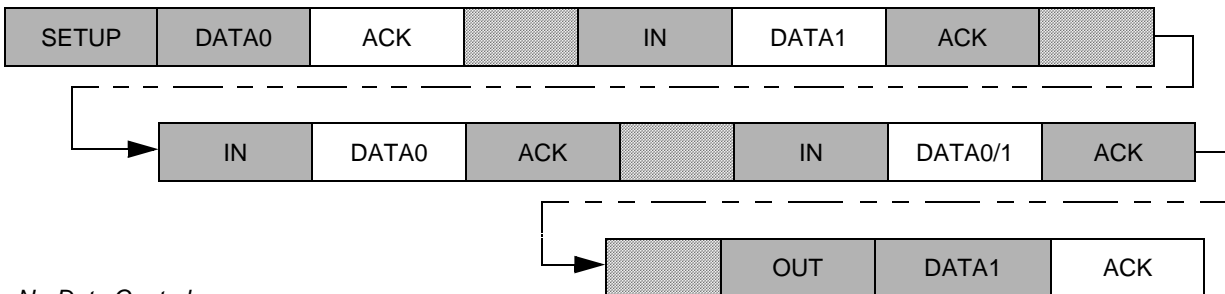 SETUP DATA0 ACK IN DATA1 ACK
IN DATA0 ACK IN DATA0/1 ACK
OUT DATA1 ACK